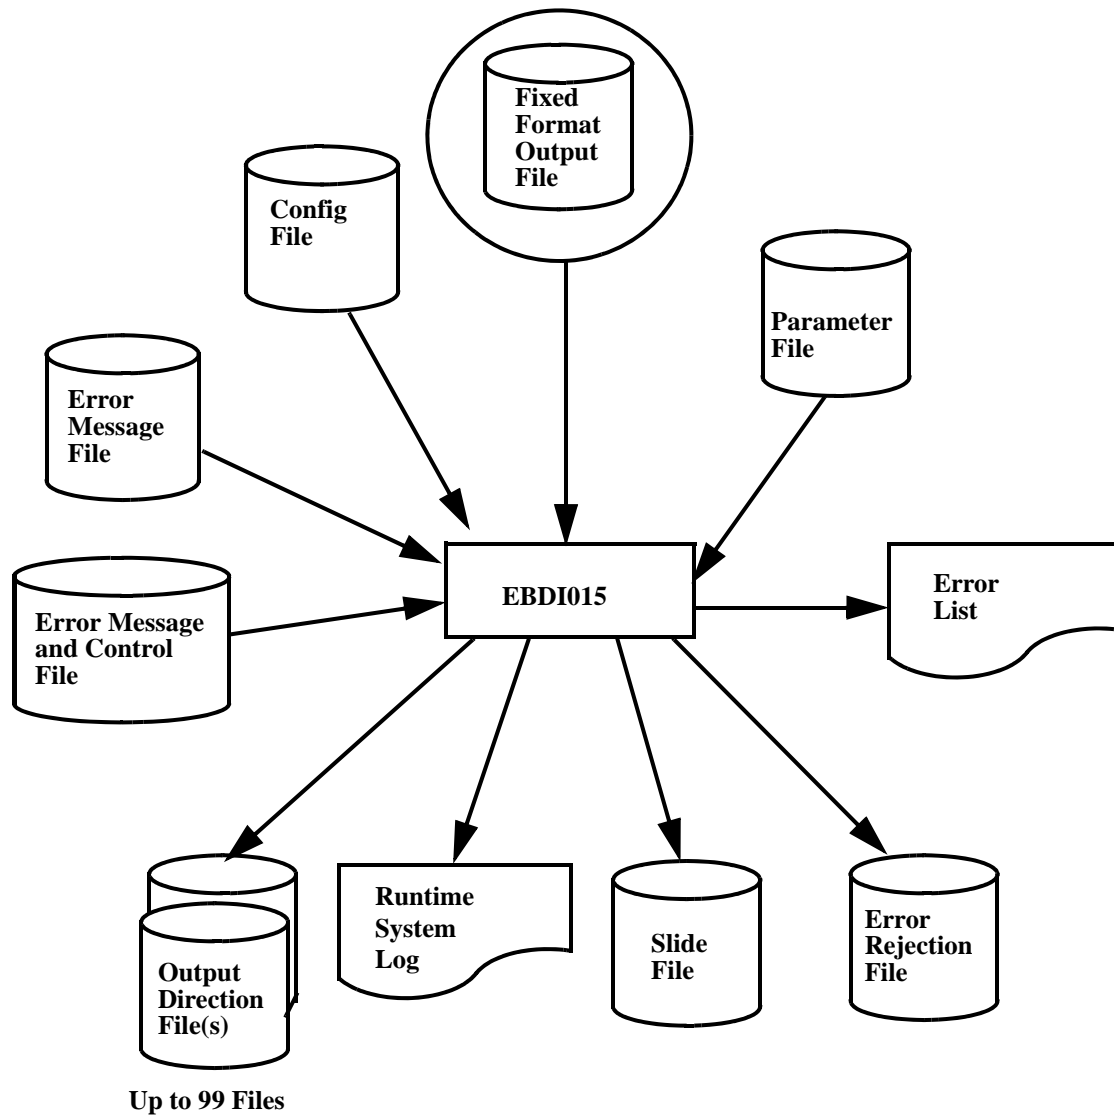 Fixed
Format
Output
File
Config
File
Parameter
File
Error
Message
File
EBDI015
Error
List
Error Message
and Control
File
Output
Direction
File(s)
Runtime
System
Log
Slide
File
Error
Rejection
File
Up to 99 Files